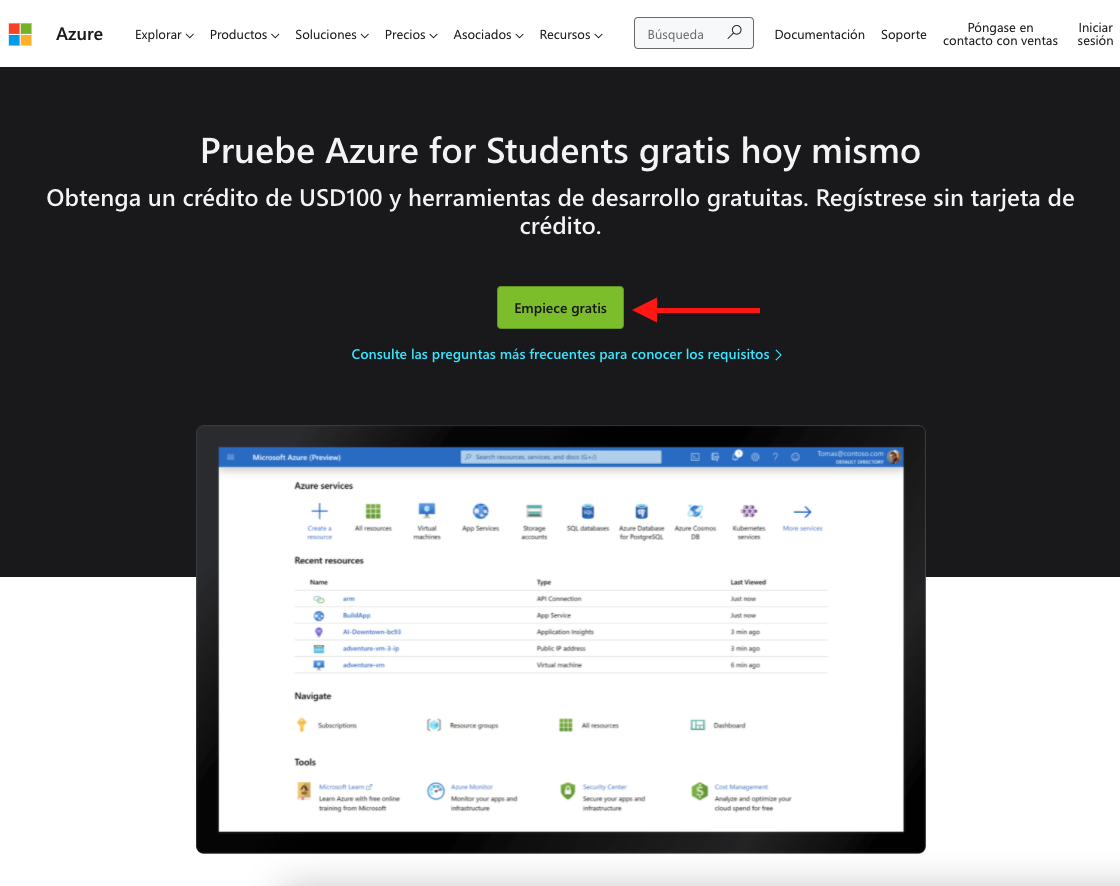 Azure
Explorar
Productos
Soluciones
Precios
Asociados
Recursos
Búsqueda
Documentación
Soporte
Póngase en
contacto con ventas
Iniciar
sesión
Pruebe Azure for Students gratis hoy mismo
Obtenga un crédito de USD100 y herramientas de desarrollo gratuitas. Regístrese sin tarjeta de
crédito.
Empiece gratis
Consulte las preguntas más frecuentes para conocer los requisitos
Microsoft Azure (Preview)
Search resources, services, and docs (G+/)
1
Tomas@contoso.com
DEFAULT DIRECTORY
Azure services
Create a
resource
All resources
Virtual
machines
App Services
Storage
accounts
SQL
SQL databases
Azure Database
for PostgreSQL
Azure Cosmos
DB
Kubernetes
services
More services
Recent resources
Name Type Last Viewed
arm API Connection Just now
BuildApp App Service Just now
AI-Downtown-bc93 Application Insights 3 min ago
adventure-vm-3-ip Public IP address 3 min ago
adventure-vm Virtual machine 6 min ago
Navigate
Subscriptions
Resource groups
All resources
Dashboard
Tools
Microsoft Learn
Learn Azure with free online
training from Microsoft
Azure Monitor
Monitor your apps and
infrastructure
Security Center
Secure your apps and
infrastructure
Cost Management
Analyze and optimize your
cloud spend for free